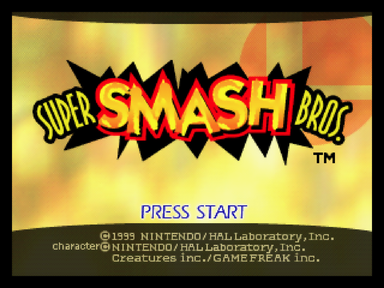 SUPER SMASH BROS.
TM
PRESS START
©1999 NINTENDO/HAL Laboratory, Inc.
character©NINTENDO/HAL Laboratory, Inc.
Creatures inc./GAME FREAK inc.